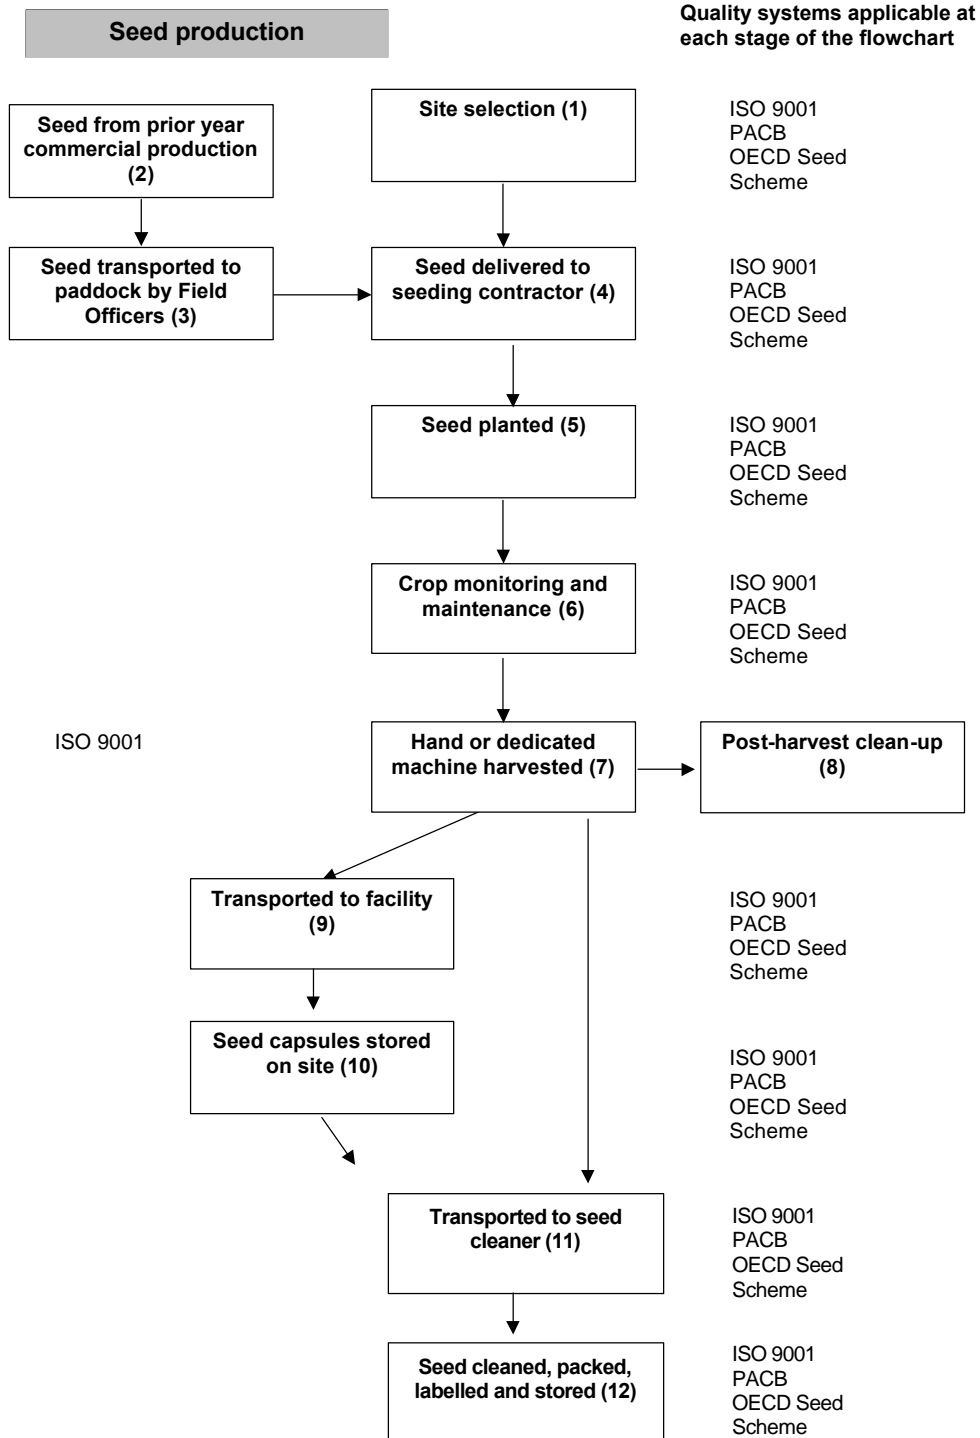 Seed production
Quality systems applicable at
each stage of the flowchart
Seed from prior year
commercial production
(2)
Site selection (1)
ISO 9001
PACB
OECD Seed
Scheme
Seed transported to
paddock by Field
Officers (3)
Seed delivered to
seeding contractor (4)
ISO 9001
PACB
OECD Seed
Scheme
Seed planted (5)
ISO 9001
PACB
OECD Seed
Scheme
Crop monitoring and
maintenance (6)
ISO 9001
PACB
OECD Seed
Scheme
ISO 9001
Hand or dedicated
machine harvested (7)
Post-harvest clean-up
(8)
Transported to facility
(9)
ISO 9001
PACB
OECD Seed
Scheme
Seed capsules stored
on site (10)
ISO 9001
PACB
OECD Seed
Scheme
Transported to seed
cleaner (11)
ISO 9001
PACB
OECD Seed
Scheme
Seed cleaned, packed,
labelled and stored (12)
ISO 9001
PACB
OECD Seed
Scheme